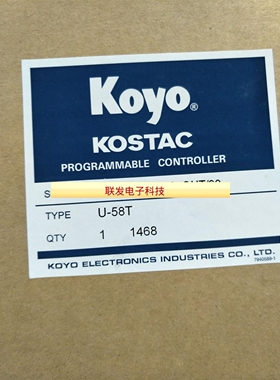 Koyo®
KOSTAC
PROGRAMMABLE CONTROLLER
联发电子科技
TYPE U-58T
QTY 1 1468
KOYO ELECTRONICS INDUSTRIES CO., LTD.